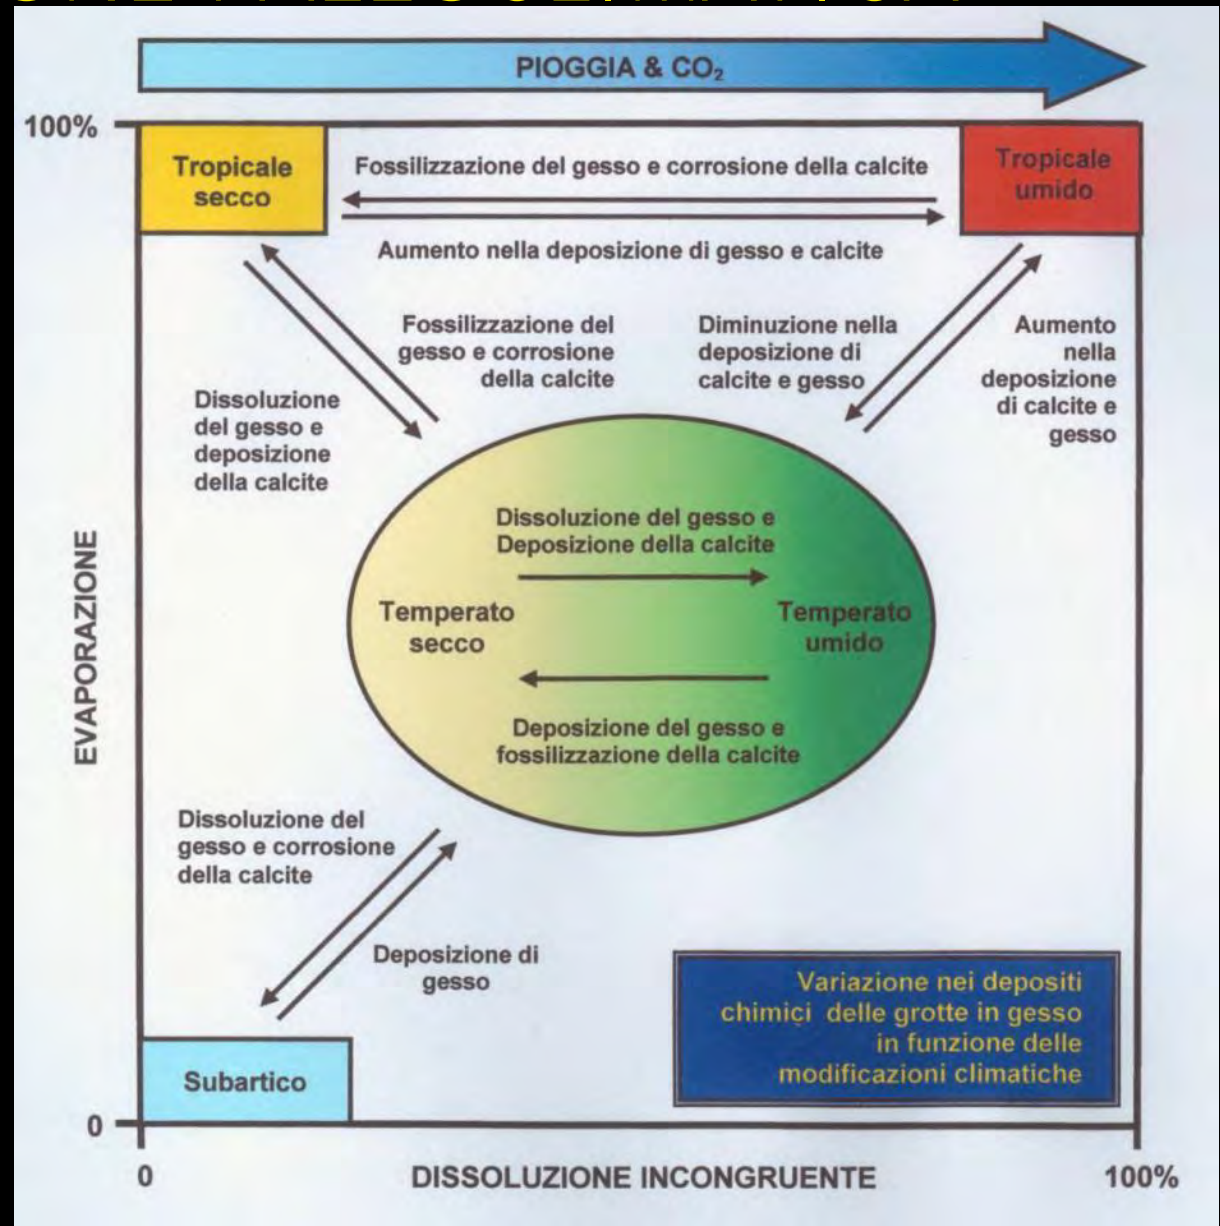 PIOGGIA & CO₂
100%
Tropicale
secco
Fossilizzazione del gesso e corrosione della calcite
Tropicale
umido
Aumento nella deposizione di gesso e calcite
Fossilizzazione del
gesso e corrosione
della calcite
Diminuzione nella
deposizione di
calcite e gesso
Aumento
nella
deposizione
di calcite e
gesso
Dissoluzione
del gesso e
deposizione
della calcite
Dissoluzione del gesso e
Deposizione della calcite
EVAPORAZIONE
Temperato
secco
Temperato
umido
Deposizione del gesso e
fossilizzazione della calcite
Dissoluzione del
gesso e corrosione
della calcite
Deposizione di
gesso
Variazione nei depositi
chimici delle grotte in gesso
in funzione delle
modificazioni climatiche
Subartico
0
0
DISSOLUZIONE INCONGRUENTE
100%